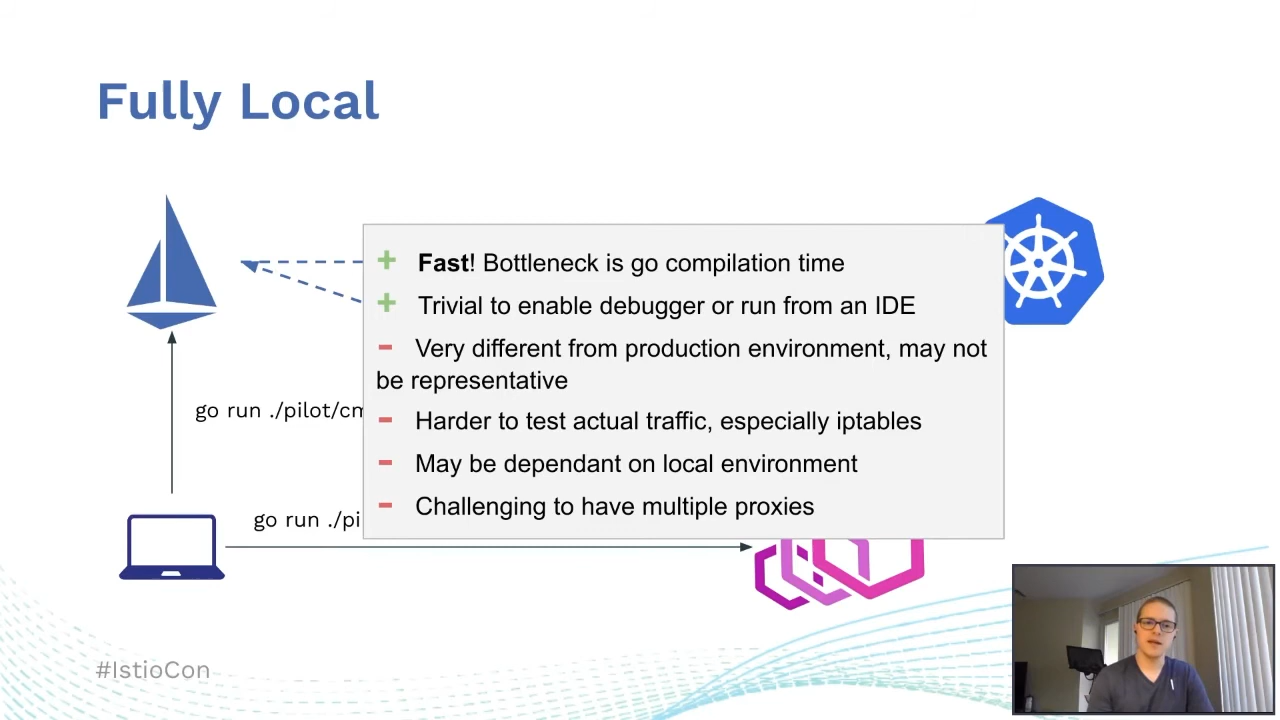 Fully Local
+ Fast! Bottleneck is go compilation time
+ Trivial to enable debugger or run from an IDE
- Very different from production environment, may not
be representative
- Harder to test actual traffic, especially iptables
- May be dependant on local environment
- Challenging to have multiple proxies
go run ./pilot/cm
go run ./pi
#IstioCon